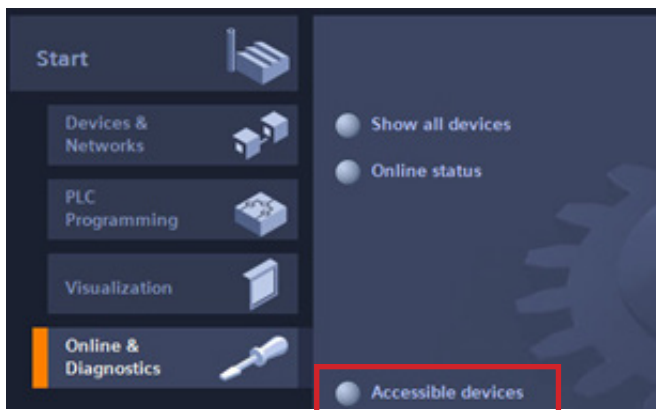 Start
Devices &
Networks
PLC
Programming
Visualization
Online &
Diagnostics
Show all devices
Online status
Accessible devices